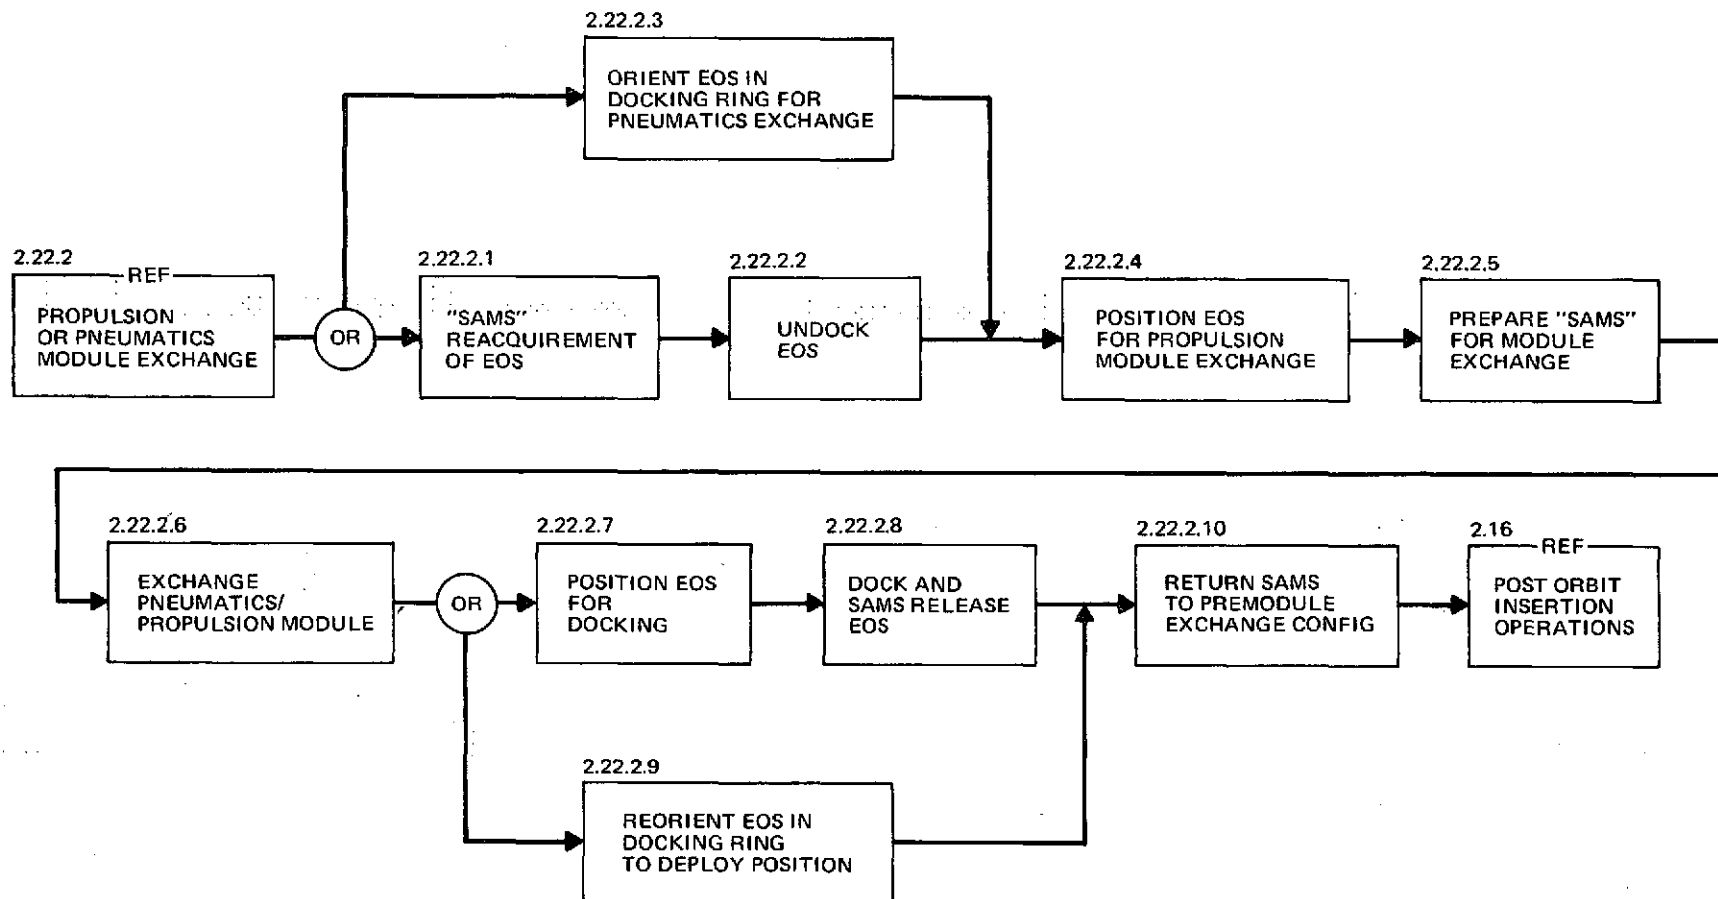 2.22.2.3
ORIENT EOS IN
DOCKING RING FOR
PNEUMATICS EXCHANGE
2.22.2
REF
PROPULSION
OR PNEUMATICS
MODULE EXCHANGE
OR
2.22.2.1
"SAMS"
REACQUIREMENT
OF EOS
2.22.2.2
UNDOCK
EOS
2.22.2.4
POSITION EOS
FOR PROPULSION
MODULE EXCHANGE
2.22.2.5
PREPARE "SAMS"
FOR MODULE
EXCHANGE
2.22.2.6
EXCHANGE
PNEUMATICS/
PROPULSION MODULE
OR
2.22.2.7
POSITION EOS
FOR
DOCKING
2.22.2.8
DOCK AND
SAMS RELEASE
EOS
2.22.2.10
RETURN SAMS
TO PREMODULE
EXCHANGE CONFIG
2.16
REF
POST ORBIT
INSERTION
OPERATIONS
2.22.2.9
REORIENT EOS IN
DOCKING RING
TO DEPLOY POSITION